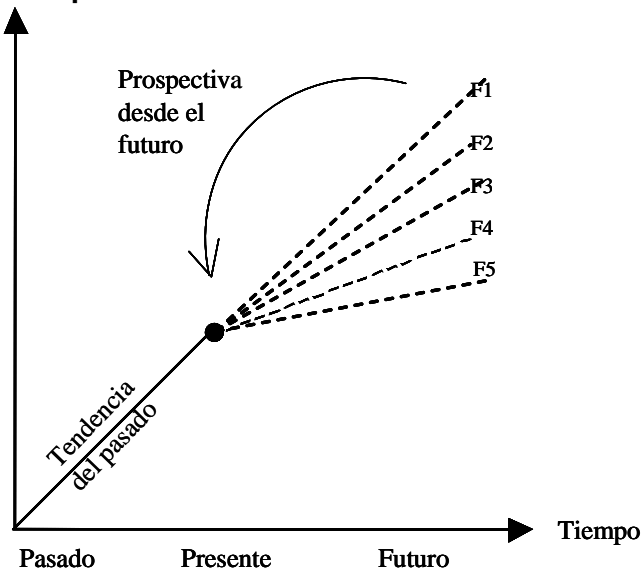 Prospectiva
desde el
futuro
F1
F2
F3
F4
F5
Tendencia
del pasado
Tiempo
Pasado
Presente
Futuro